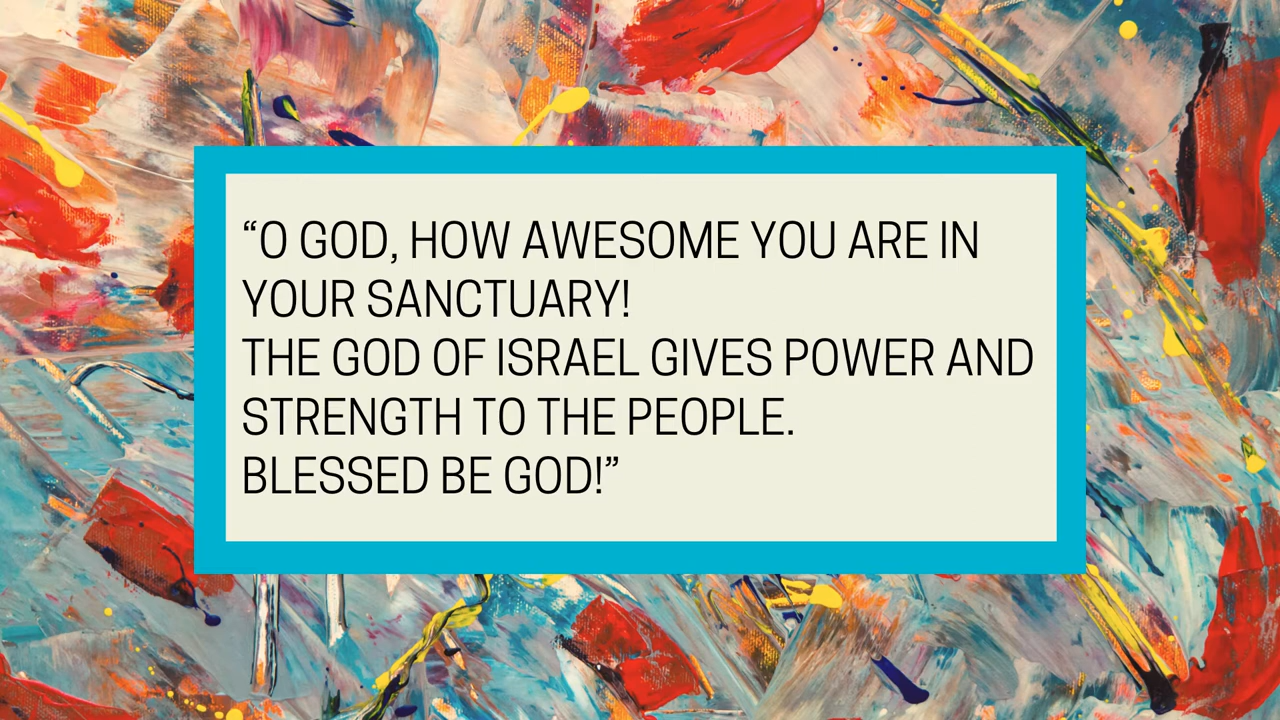 “O GOD, HOW AWESOME YOU ARE IN
YOUR SANCTUARY!
THE GOD OF ISRAEL GIVES POWER AND
STRENGTH TO THE PEOPLE.
BLESSED BE GOD!”